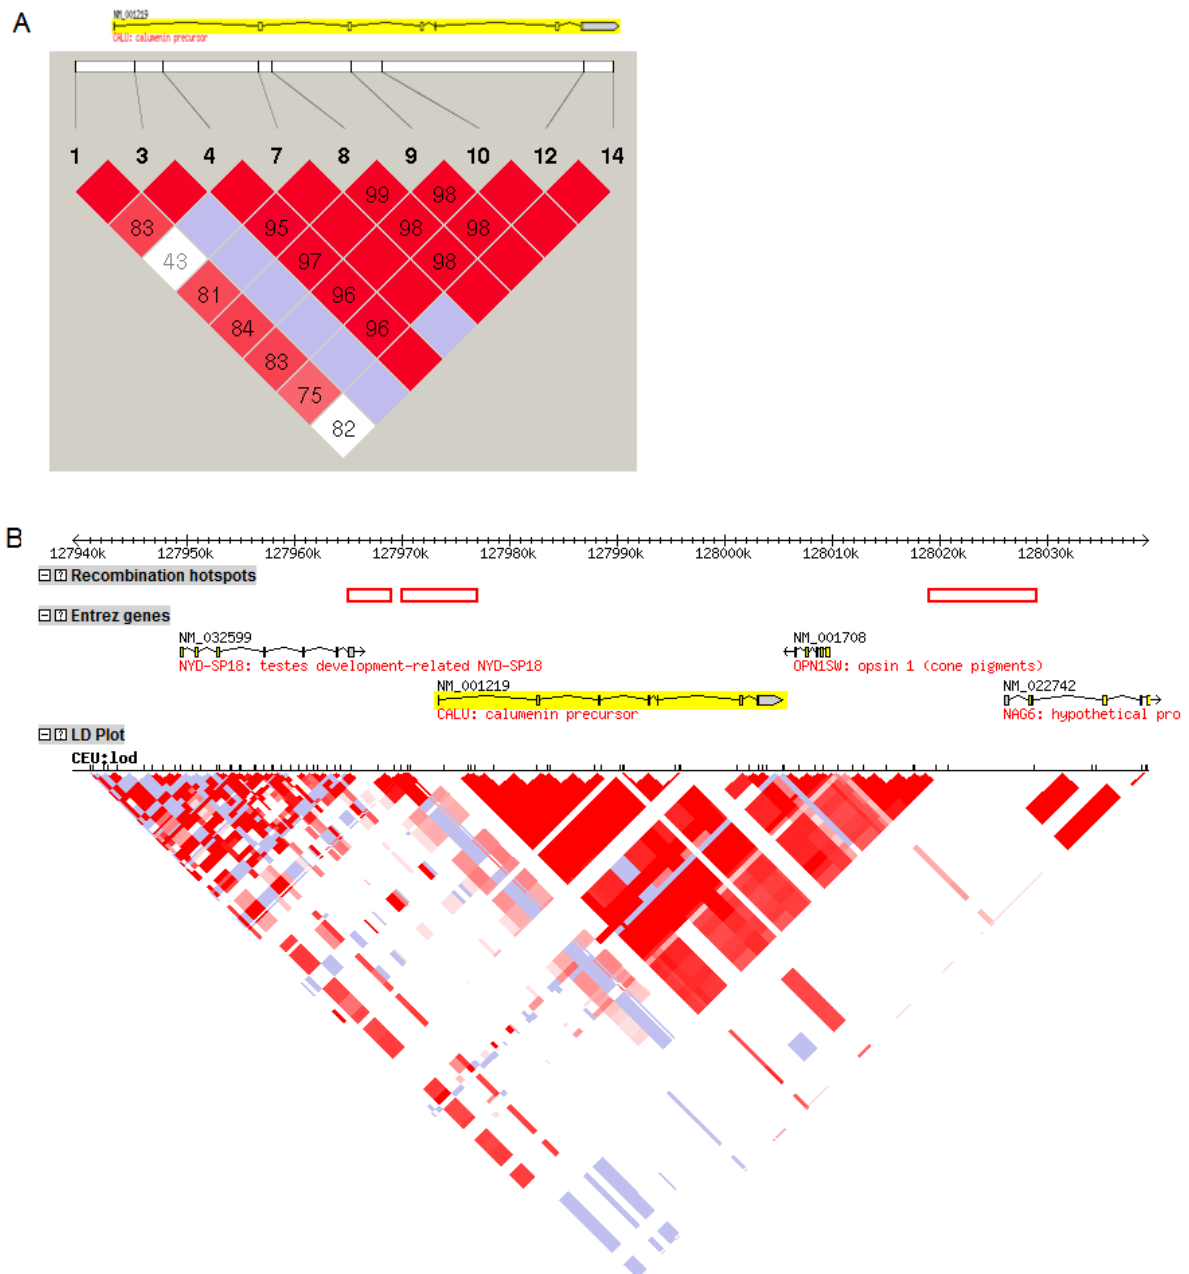 A
NM_001219
CALU: calumenin precursor
1 3 4 7 8 9 10 12 14
99 98
83 95 98 98
43 97 98
81 96
84 96
83
75
82
B
127940k 127950k 127960k 127970k 127980k 127990k 128000k 128010k 128020k 128030k
Recombination hotspots
Entrez genes
NM_032599 NM_001708
NYD-SP18: testes development-related NYD-SP18 OPN1SW: opsin 1 (cone pigments)
NM_001219 NM_022742
CALU: calumenin precursor NAG6: hypothetical pro
LD Plot
CEU:lod